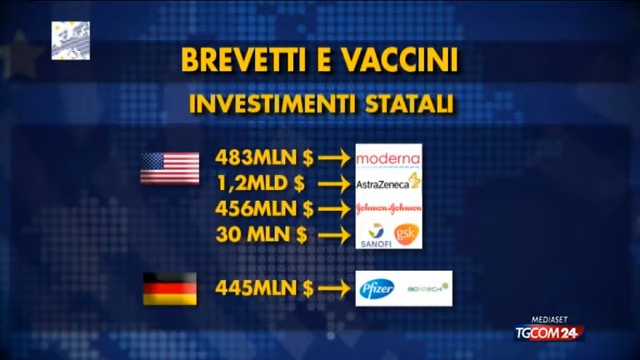 BREVETTI E VACCINI
INVESTIMENTI STATALI
483MLN $ moderna
1,2MLD $ AstraZeneca
456MLN $ Johnson & Johnson
30 MLN $ SANOFI gsk
445MLN $ Pfizer BIONTECH
MEDIASET
TGCOM24